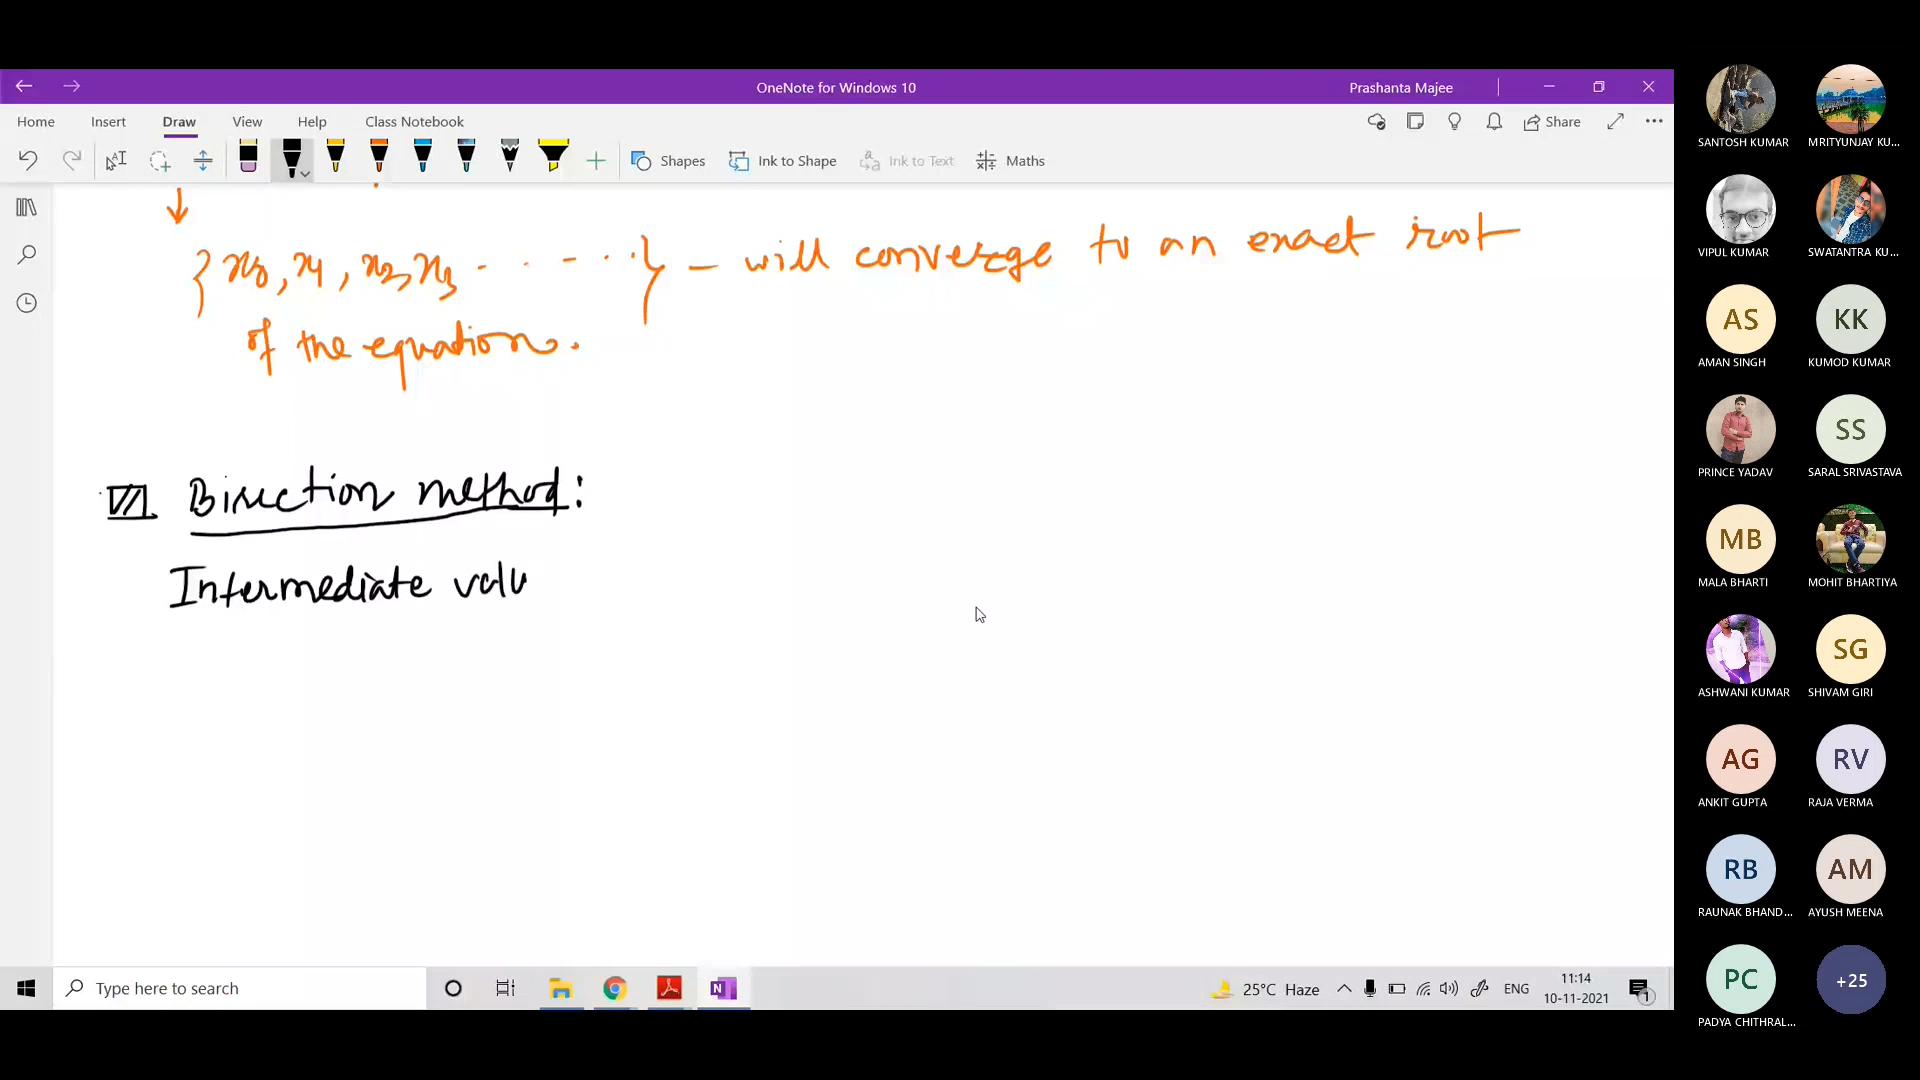 OneNote for Windows 10
Prashanta Majee
Home Insert Draw View Help Class Notebook Share
Shapes Ink to Shape Ink to Text Maths
{x0, x1, x2, x3 - . . - . . . } - will converge to an exact root
of the equation.
Bisection method:
Intermediate valu
Type here to search
25°C Haze
ENG
11:14
10-11-2021
1
SANTOSH KUMAR
MRITYUNJAY KU...
VIPUL KUMAR
SWATANTRA KU...
AS
KK
AMAN SINGH
KUMOD KUMAR
SS
PRINCE YADAV
SARAL SRIVASTAVA
MB
MALA BHARTI
MOHIT BHARTIYA
SG
ASHWANI KUMAR
SHIVAM GIRI
AG
RV
ANKIT GUPTA
RAJA VERMA
RB
AM
RAUNAK BHAND...
AYUSH MEENA
PC
+25
PADYA CHITHRAL...